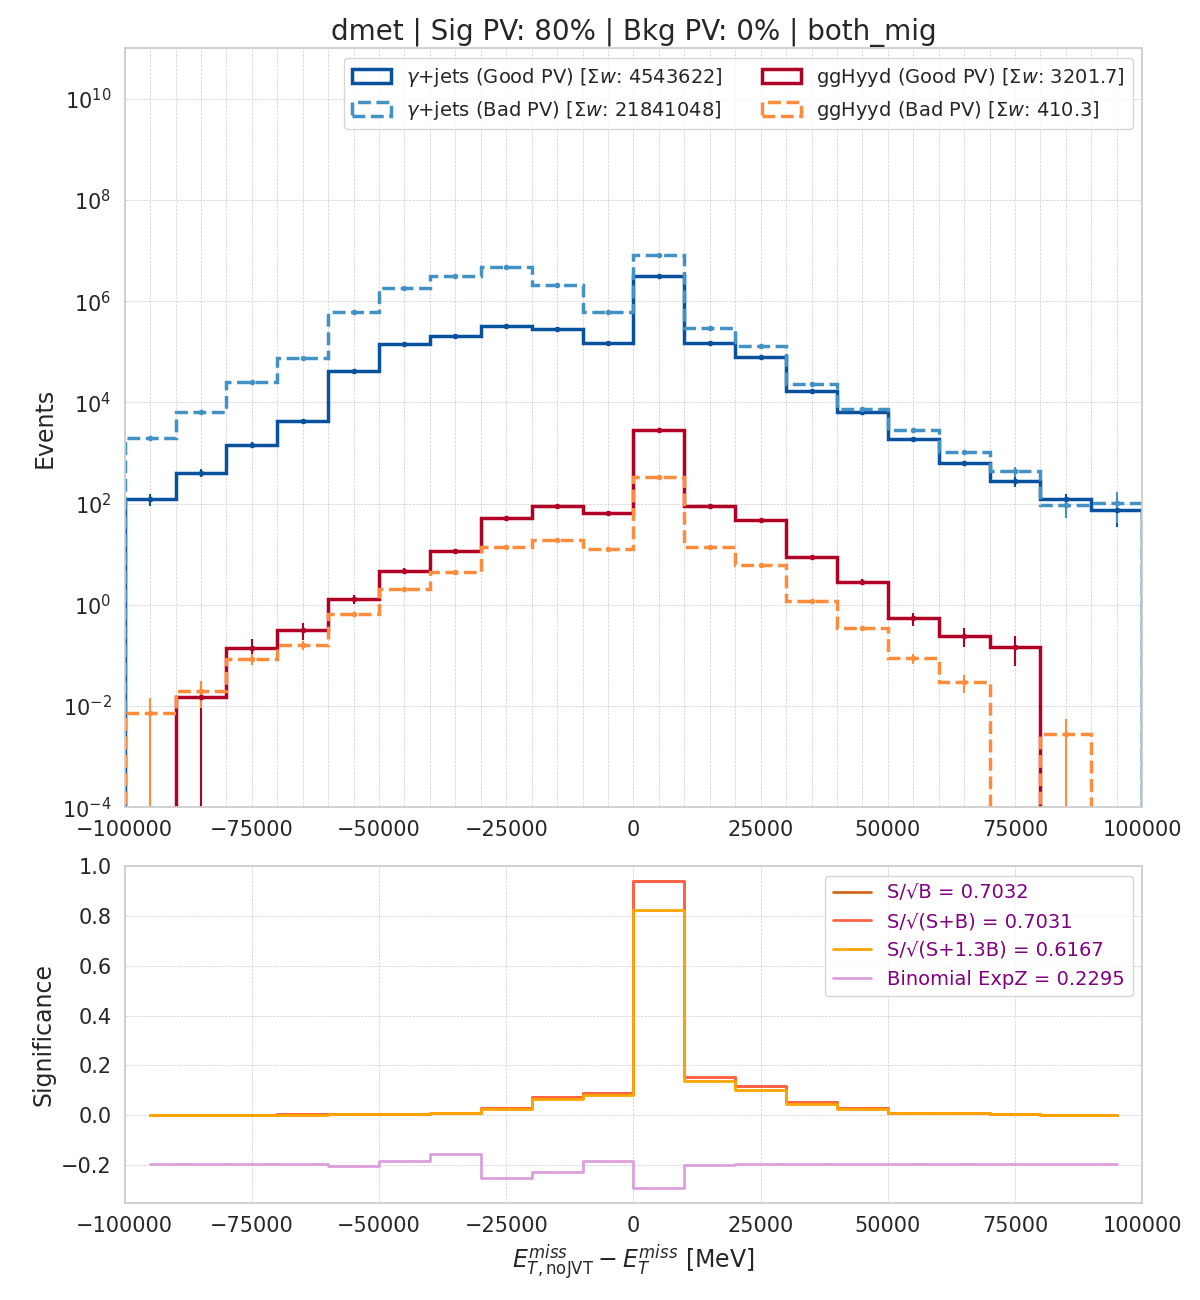 dmet | Sig PV: 80% | Bkg PV: 0% | both_mig
γ+jets (Good PV) [Σw: 4543622]
γ+jets (Bad PV) [Σw: 21841048]
ggHyyd (Good PV) [Σw: 3201.7]
ggHyyd (Bad PV) [Σw: 410.3]
Events
10^10
10^8
10^6
10^4
10^2
10^0
10^−2
10^−4
−100000 −75000 −50000 −25000 0 25000 50000 75000 100000
Significance
1.0
0.8
0.6
0.4
0.2
0.0
−0.2
S/√B = 0.7032
S/√(S+B) = 0.7031
S/√(S+1.3B) = 0.6167
Binomial ExpZ = 0.2295
−100000 −75000 −50000 −25000 0 25000 50000 75000 100000
E_{T,noJVT}^{miss} − E_T^{miss} [MeV]